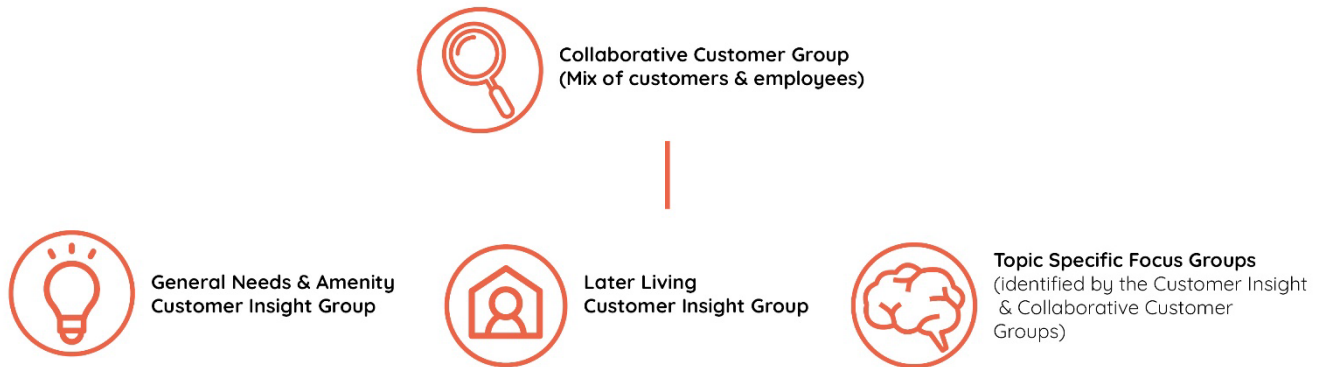 Collaborative Customer Group
(Mix of customers & employees)
General Needs & Amenity
Customer Insight Group
Later Living
Customer Insight Group
Topic Specific Focus Groups
(identified by the Customer Insight
& Collaborative Customer
Groups)